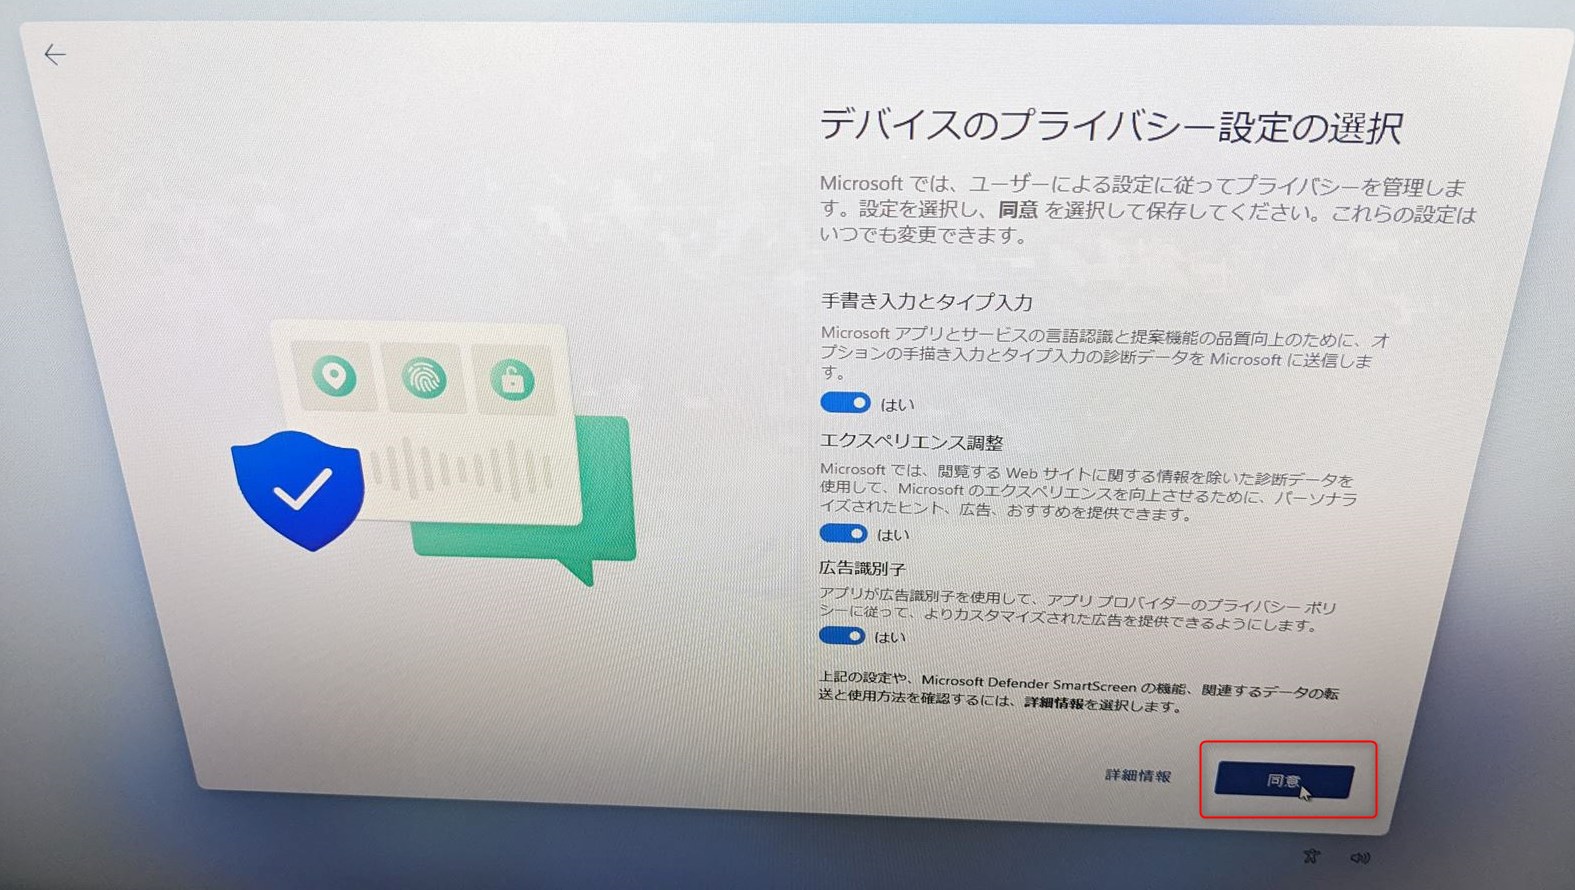 デバイスのプライバシー設定の選択
Microsoft では、ユーザーによる設定に従ってプライバシーを管理しま
す。設定を選択し、同意 を選択して保存してください。これらの設定は
いつでも変更できます。
手書き入力とタイプ入力
Microsoft アプリとサービスの言語認識と提案機能の品質向上のために、オ
プションの手描き入力とタイプ入力の診断データを Microsoft に送信しま
す。
はい
エクスペリエンス調整
Microsoft では、閲覧する Web サイトに関する情報を除いた診断データを
使用して、Microsoft のエクスペリエンスを向上させるために、パーソナラ
イズされたヒント、広告、おすすめを提供できます。
はい
広告識別子
アプリが広告識別子を使用して、アプリ プロバイダーのプライバシー ポリ
シーに従って、よりカスタマイズされた広告を提供できるようにします。
はい
上記の設定や、Microsoft Defender SmartScreen の機能、関連するデータの転
送と使用方法を確認するには、詳細情報を選択します。
詳細情報
同意